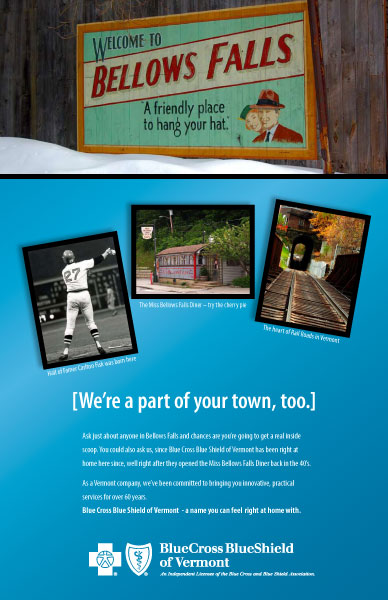 WELCOME TO
BELLOWS FALLS
"A friendly place
to hang your hat."
27
The Miss Bellows Falls Diner – try the cherry pie
The heart of Rail Roads in Vermont
Hall of Famer Carlton Fisk was born here
[We're a part of your town, too.]
Ask just about anyone in Bellows Falls and chances are you're going to get a real inside
scoop. You could also ask us, since Blue Cross Blue Shield of Vermont has been right at
home here since, well right after they opened the Miss Bellows Falls Diner back in the 40's.
As a Vermont company, we've been committed to bringing you innovative, practical
services for over 60 years.
Blue Cross Blue Shield of Vermont - a name you can feel right at home with.
BlueCross BlueShield
of Vermont
An Independent Licensee of the Blue Cross and Blue Shield Association.